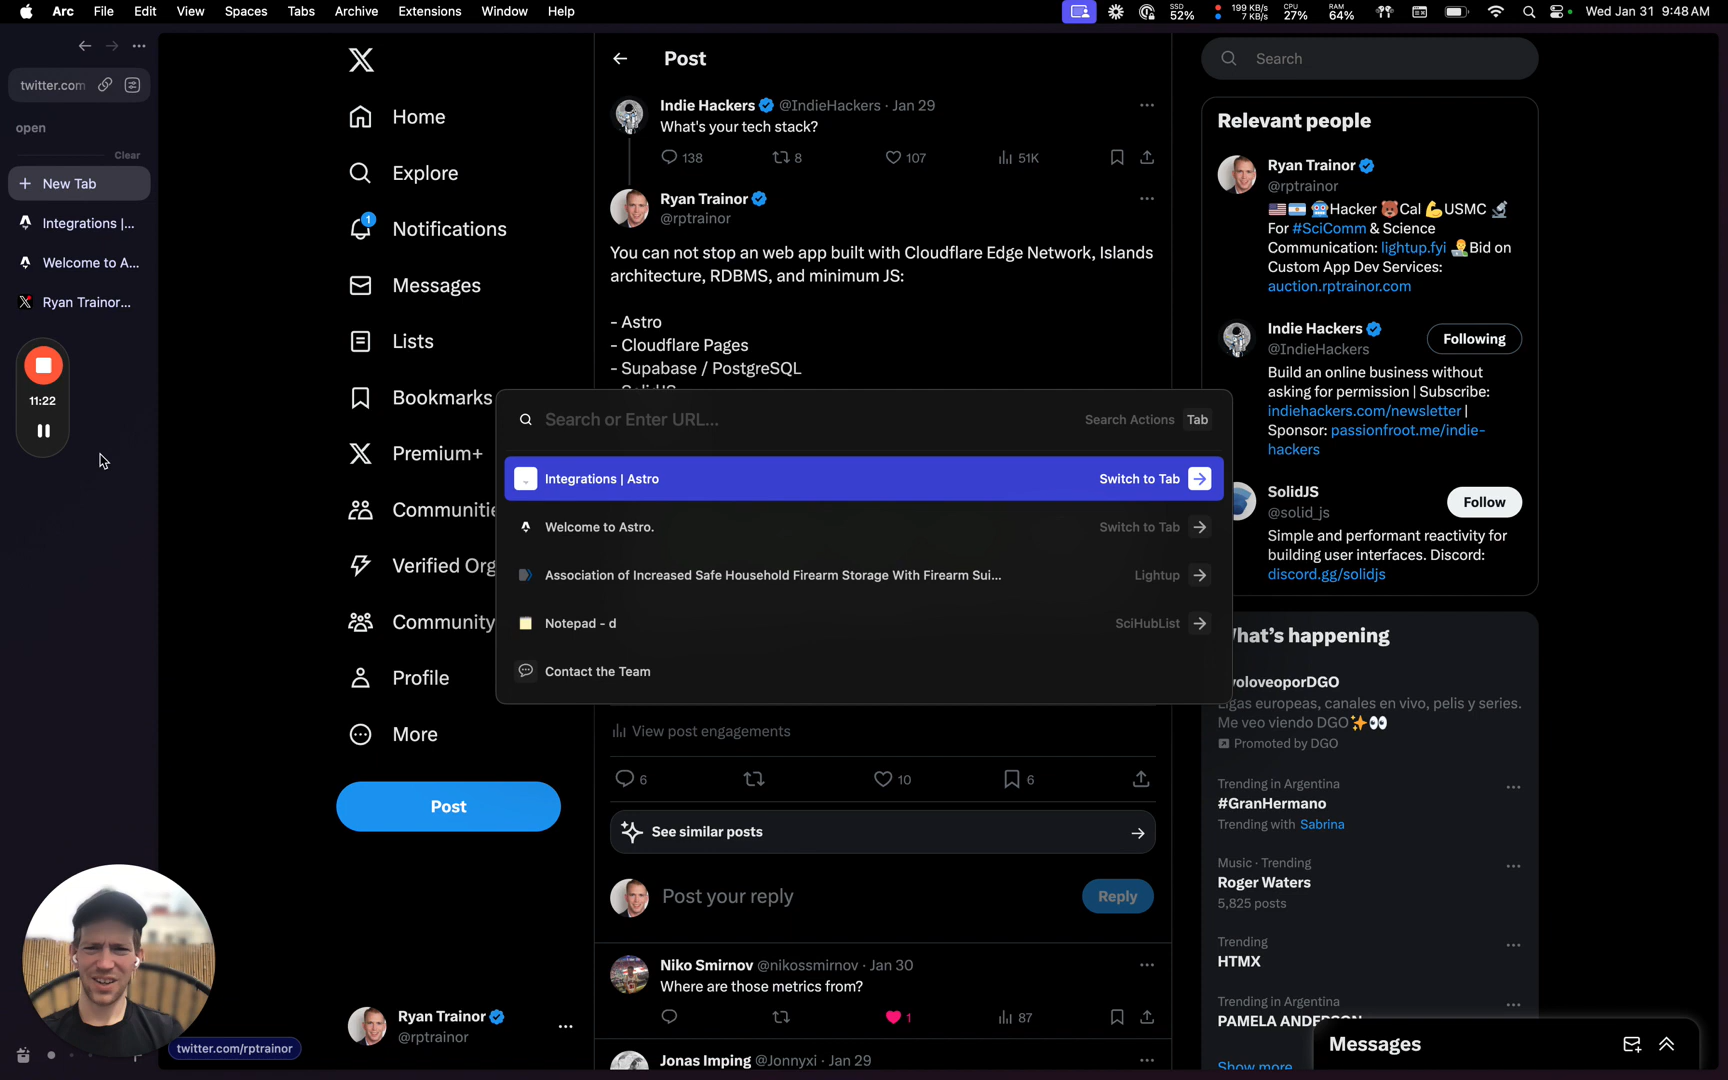 Arc File Edit View Spaces Tabs Archive Extensions Window Help
SSD 52% 199 KB/s 7 KB/s CPU 27% RAM 64% Wed Jan 31 9:48 AM
twitter.com
open
Clear
New Tab
Integrations |...
Welcome to A...
Ryan Trainor...
11:22
Home
Explore
1
Notifications
Messages
Lists
Bookmarks
Premium+
Communitie
Verified Org
Community
Profile
More
Post
Ryan Trainor
@rptrainor
twitter.com/rptrainor
Post
Indie Hackers @IndieHackers · Jan 29
What's your tech stack?
138 8 107 51K
Ryan Trainor
@rptrainor
You can not stop an web app built with Cloudflare Edge Network, Islands
architecture, RDBMS, and minimum JS:
- Astro
- Cloudflare Pages
- Supabase / PostgreSQL
- SolidJS
Search or Enter URL... Search Actions Tab
Integrations | Astro Switch to Tab
Welcome to Astro. Switch to Tab
Association of Increased Safe Household Firearm Storage With Firearm Sui... Lightup
Notepad - d SciHubList
Contact the Team
View post engagements
6 10 6
See similar posts
Post your reply Reply
Niko Smirnov @nikossmirnov · Jan 30
Where are those metrics from?
1 87
Jonas Imping @Jonnyxi · Jan 29
Search
Relevant people
Ryan Trainor
@rptrainor
Hacker Cal USMC
For #SciComm & Science
Communication: lightup.fyi Bid on
Custom App Dev Services:
auction.rptrainor.com
Indie Hackers
@IndieHackers
Following
Build an online business without
asking for permission | Subscribe:
indiehackers.com/newsletter |
Sponsor: passionfroot.me/indie-
hackers
SolidJS
@solid_js
Follow
Simple and performant reactivity for
building user interfaces. Discord:
discord.gg/solidjs
What's happening
yoloveoporDGO
Ligas europeas, canales en vivo, pelis y series.
Me veo viendo DGO
Promoted by DGO
Trending in Argentina
#GranHermano
Trending with Sabrina
Music · Trending
Roger Waters
5,825 posts
Trending
HTMX
Trending in Argentina
PAMELA ANDERSON
Show more
Messages